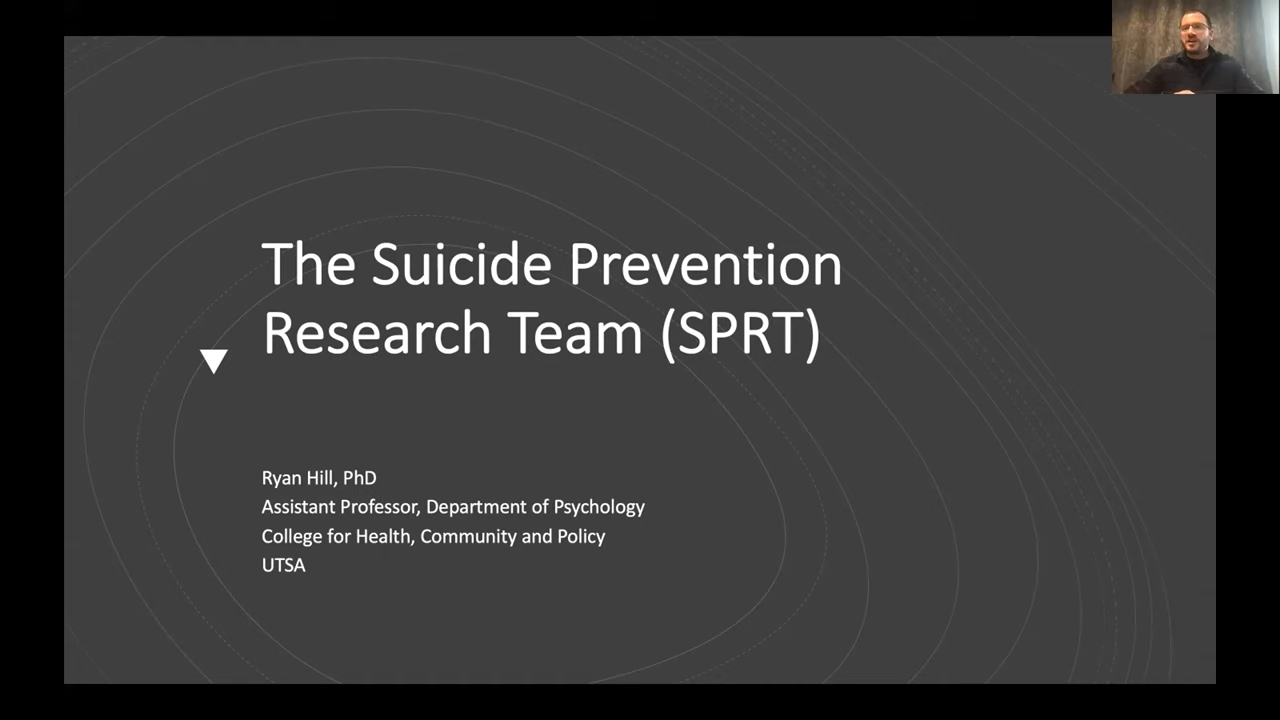 The Suicide Prevention
Research Team (SPRT)
Ryan Hill, PhD
Assistant Professor, Department of Psychology
College for Health, Community and Policy
UTSA